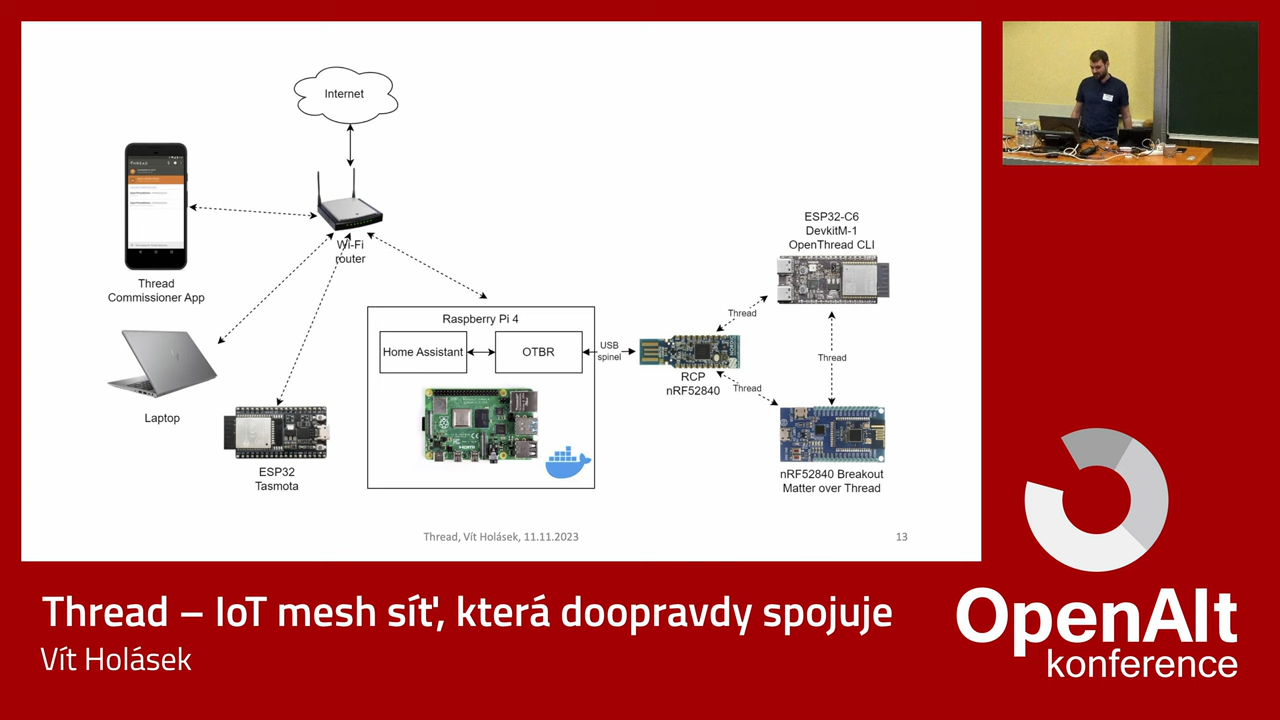 Internet
THREAD
Wi-Fi
router
Thread
Commissioner App
Laptop
ESP32
Tasmota
Raspberry Pi 4
Home Assistant
OTBR
USB
spinel
RCP
nRF52840
Thread
Thread
Thread
ESP32-C6
DevkitM-1
OpenThread CLI
nRF52840 Breakout
Matter over Thread
Thread, Vít Holásek, 11.11.2023
13
Thread – IoT mesh síť, která doopravdy spojuje
Vít Holásek
OpenAlt
konference